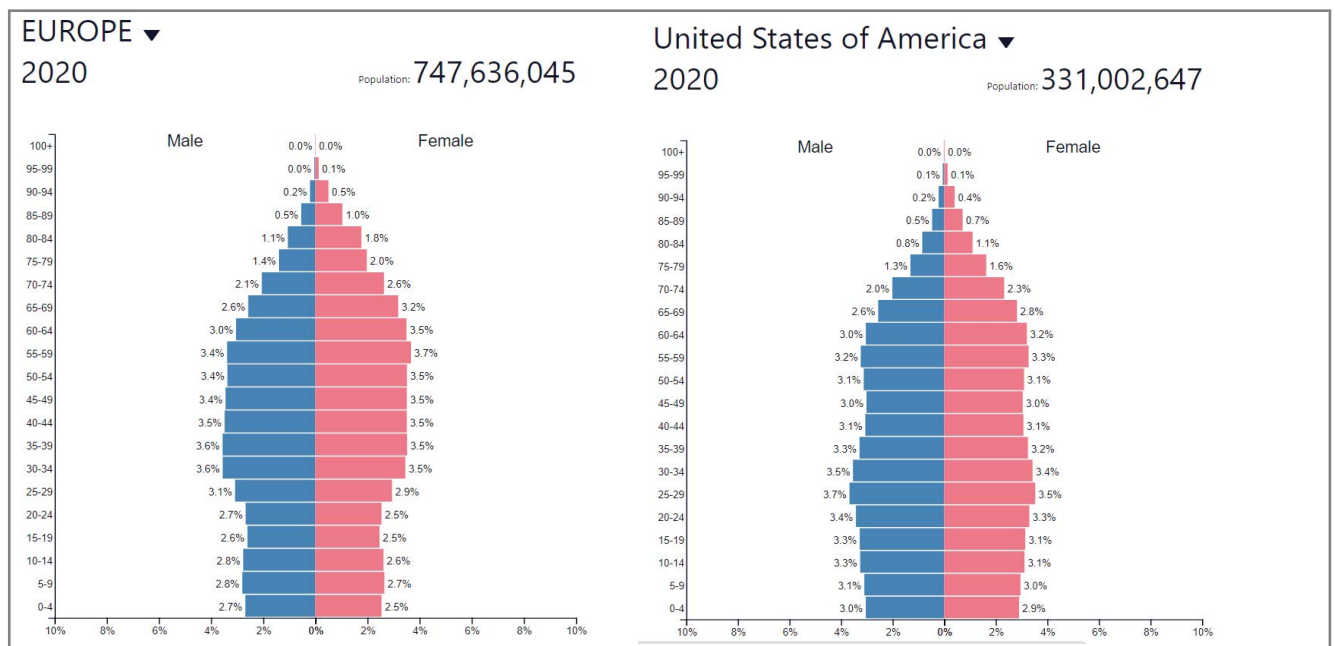 EUROPE
2020
Population: 747,636,045
Male Female
100+ 0.0% 0.0%
95-99 0.0% 0.1%
90-94 0.2% 0.5%
85-89 0.5% 1.0%
80-84 1.1% 1.8%
75-79 1.4% 2.0%
70-74 2.1% 2.6%
65-69 2.6% 3.2%
60-64 3.0% 3.5%
55-59 3.4% 3.7%
50-54 3.4% 3.5%
45-49 3.4% 3.5%
40-44 3.5% 3.5%
35-39 3.6% 3.5%
30-34 3.6% 3.5%
25-29 3.1% 2.9%
20-24 2.7% 2.5%
15-19 2.6% 2.5%
10-14 2.8% 2.6%
5-9 2.8% 2.7%
0-4 2.7% 2.5%
10% 8% 6% 4% 2% 0% 2% 4% 6% 8% 10%
United States of America
2020
Population: 331,002,647
Male Female
100+ 0.0% 0.0%
95-99 0.1% 0.1%
90-94 0.2% 0.4%
85-89 0.5% 0.7%
80-84 0.8% 1.1%
75-79 1.3% 1.6%
70-74 2.0% 2.3%
65-69 2.6% 2.8%
60-64 3.0% 3.2%
55-59 3.2% 3.3%
50-54 3.1% 3.1%
45-49 3.0% 3.0%
40-44 3.1% 3.1%
35-39 3.3% 3.2%
30-34 3.5% 3.4%
25-29 3.7% 3.5%
20-24 3.4% 3.3%
15-19 3.3% 3.1%
10-14 3.3% 3.1%
5-9 3.1% 3.0%
0-4 3.0% 2.9%
10% 8% 6% 4% 2% 0% 2% 4% 6% 8% 10%